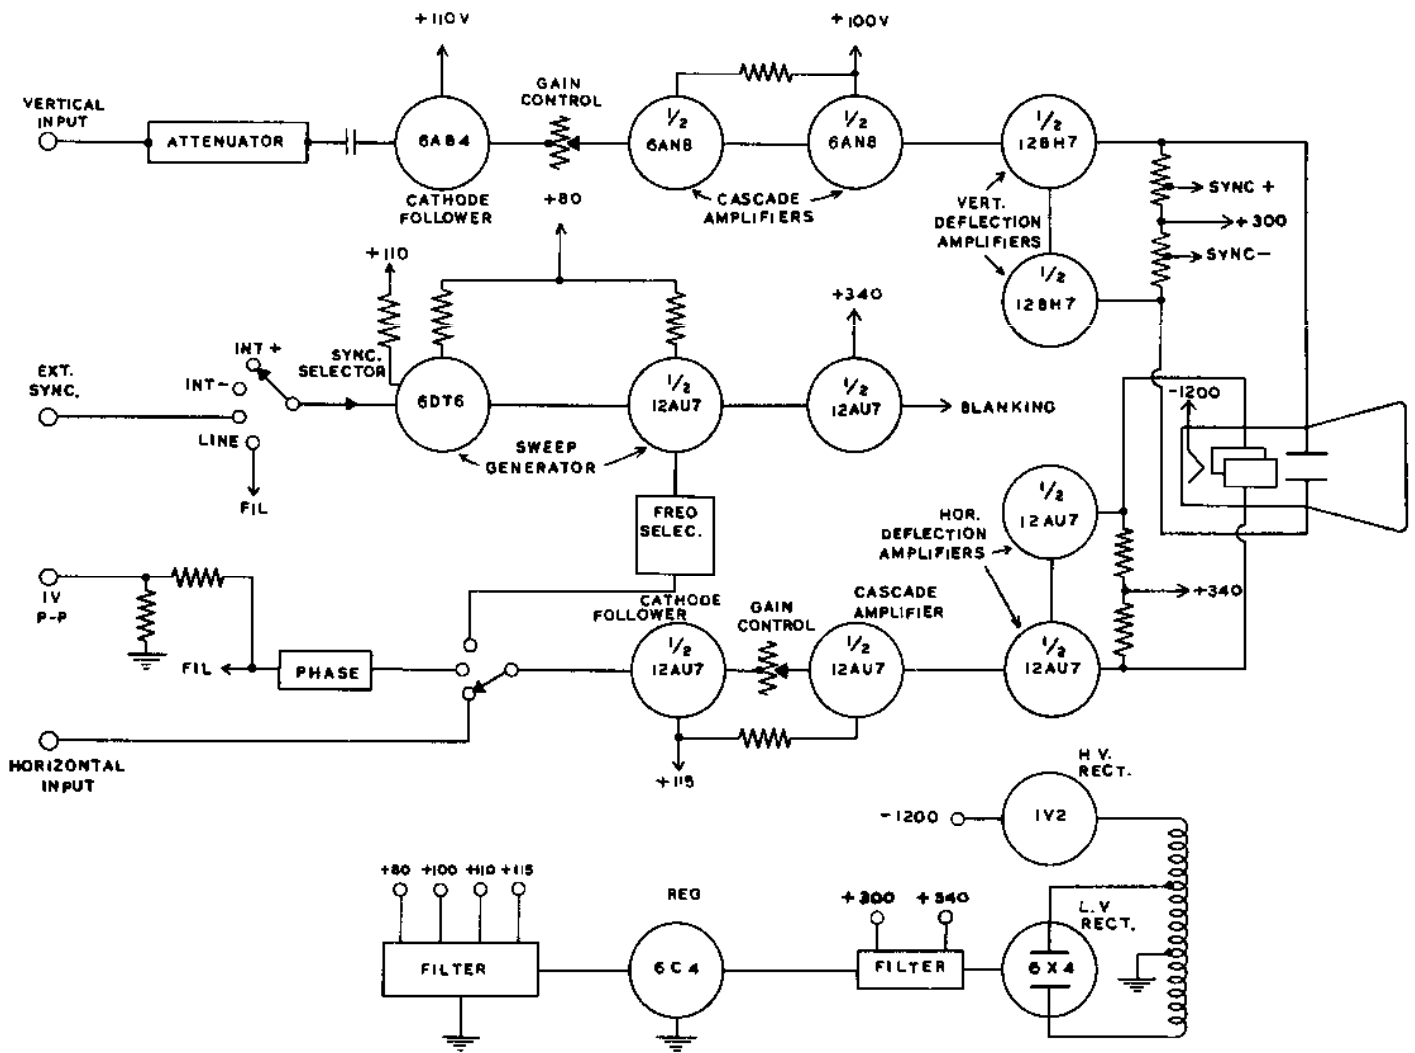 +110V
+100V
VERTICAL
INPUT
ATTENUATOR
6AB4
CATHODE
FOLLOWER
GAIN
CONTROL
1/2
6AN8
1/2
6AN8
CASCADE
AMPLIFIERS
1/2
12BH7
VERT.
DEFLECTION
AMPLIFIERS
1/2
12BH7
SYNC +
+300
SYNC-
+80
+110
+340
EXT.
SYNC.
INT +
INT-
LINE
FIL
SYNC.
SELECTOR
6DT6
1/2
12AU7
1/2
12AU7
BLANKING
SWEEP
GENERATOR
-1200
FREQ
SELEC.
1/2
12AU7
HOR.
DEFLECTION
AMPLIFIERS
+340
1V
P-P
FIL
PHASE
CATHODE
FOLLOWER
1/2
12AU7
GAIN
CONTROL
CASCADE
AMPLIFIER
1/2
12AU7
1/2
12AU7
+115
HORIZONTAL
INPUT
H V.
RECT.
-1200
1V2
+80 +100 +110 +115
FILTER
REG
6C4
+300 +340
FILTER
L.V
RECT.
6X4